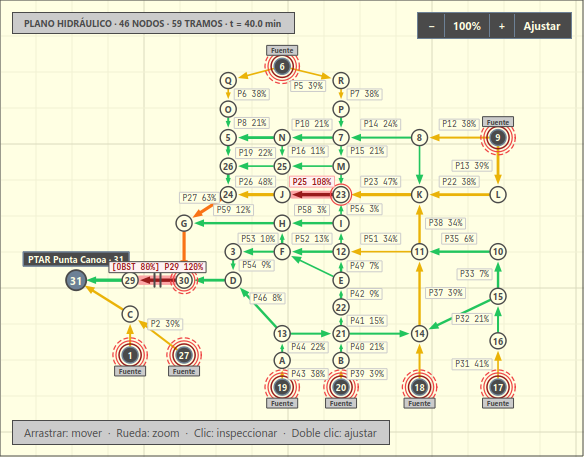 PLANO HIDRÁULICO · 46 NODOS · 59 TRAMOS · t = 40.0 min
– 100% + Ajustar
Fuente
6
Q R
P5 39%
P6 38% P7 38%
O P
Fuente
9
P8 21% P10 21% P14 24% P12 38%
5 N 7 8
P19 22% P16 11% P15 21%
26 25 M
P13 39%
P26 48% P25 108% P23 47% P22 38%
24 J 23 K L
P27 63% P59 12% P58 3% P56 3%
G H I
P38 34%
P53 10% P52 13% P51 34% P35 6%
3 F 12 11 10
PTAR Punta Canoa · 31
[OBST 80%] P29 120%
P54 9% P49 7% P33 7%
31 29 30 D E
P46 8% P42 9% P37 39%
15
22
C
P2 39% P41 15% P32 21%
13 21 14 16
P44 22% P40 21%
1 27 A B
P31 41%
Fuente Fuente
P43 38% P39 39%
19 20 18 17
Fuente Fuente Fuente Fuente
Arrastrar: mover · Rueda: zoom · Clic: inspeccionar · Doble clic: ajustar